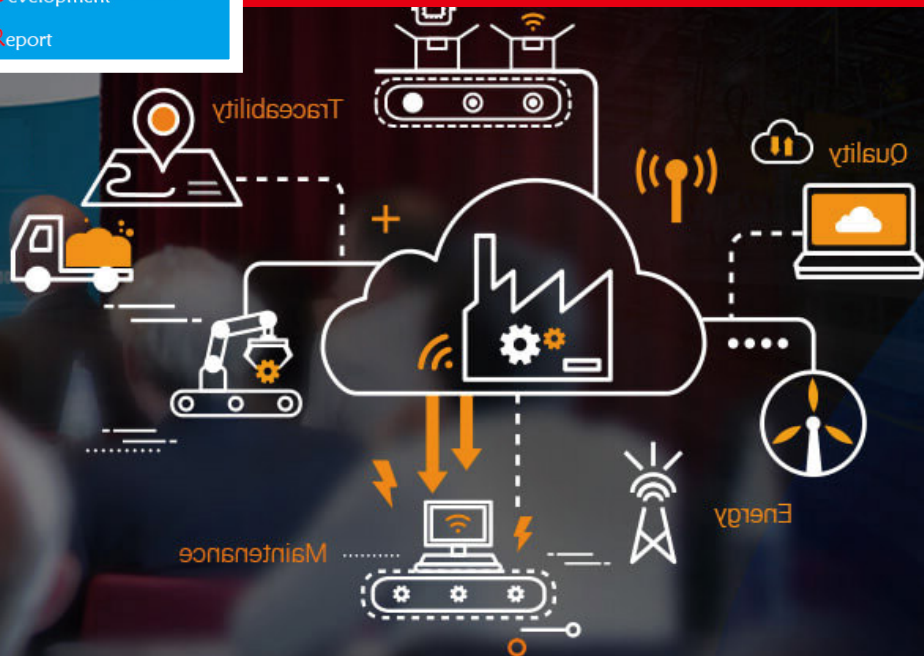 Report
Traceability
Quality
Energy
Maintenance